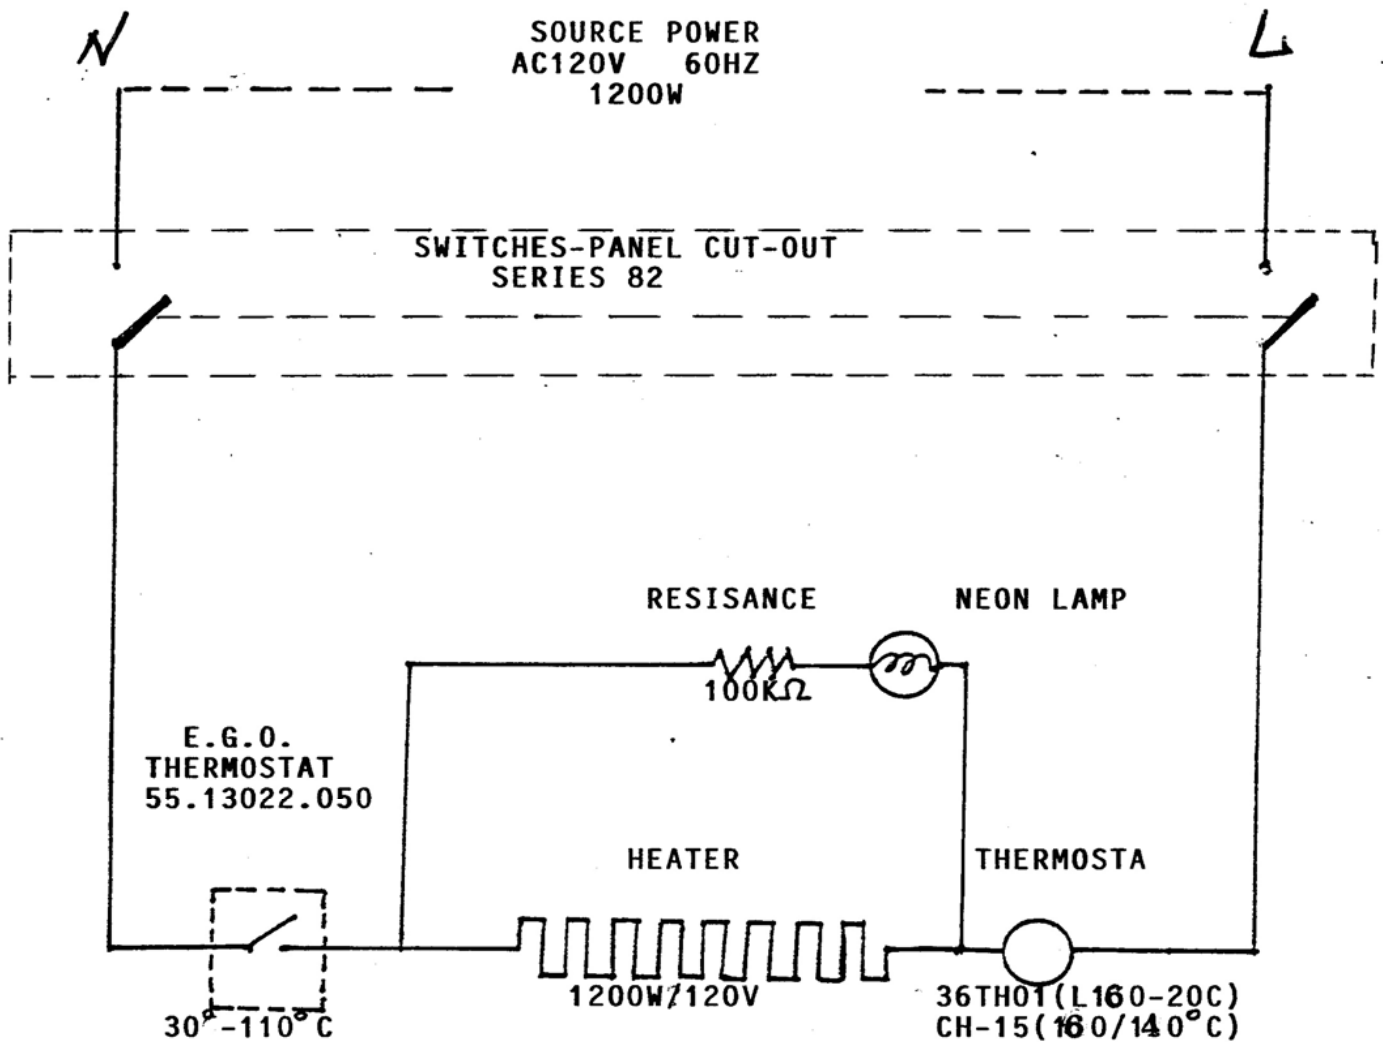 N
SOURCE POWER
L
AC120V 60HZ
1200W
SWITCHES-PANEL CUT-OUT
SERIES 82
RESISANCE
NEON LAMP
100KΩ
E.G.O.
THERMOSTAT
55.13022.050
HEATER
THERMOSTA
1200W/120V
36TH01(L160-20C)
30°-110°C
CH-15(160/140°C)